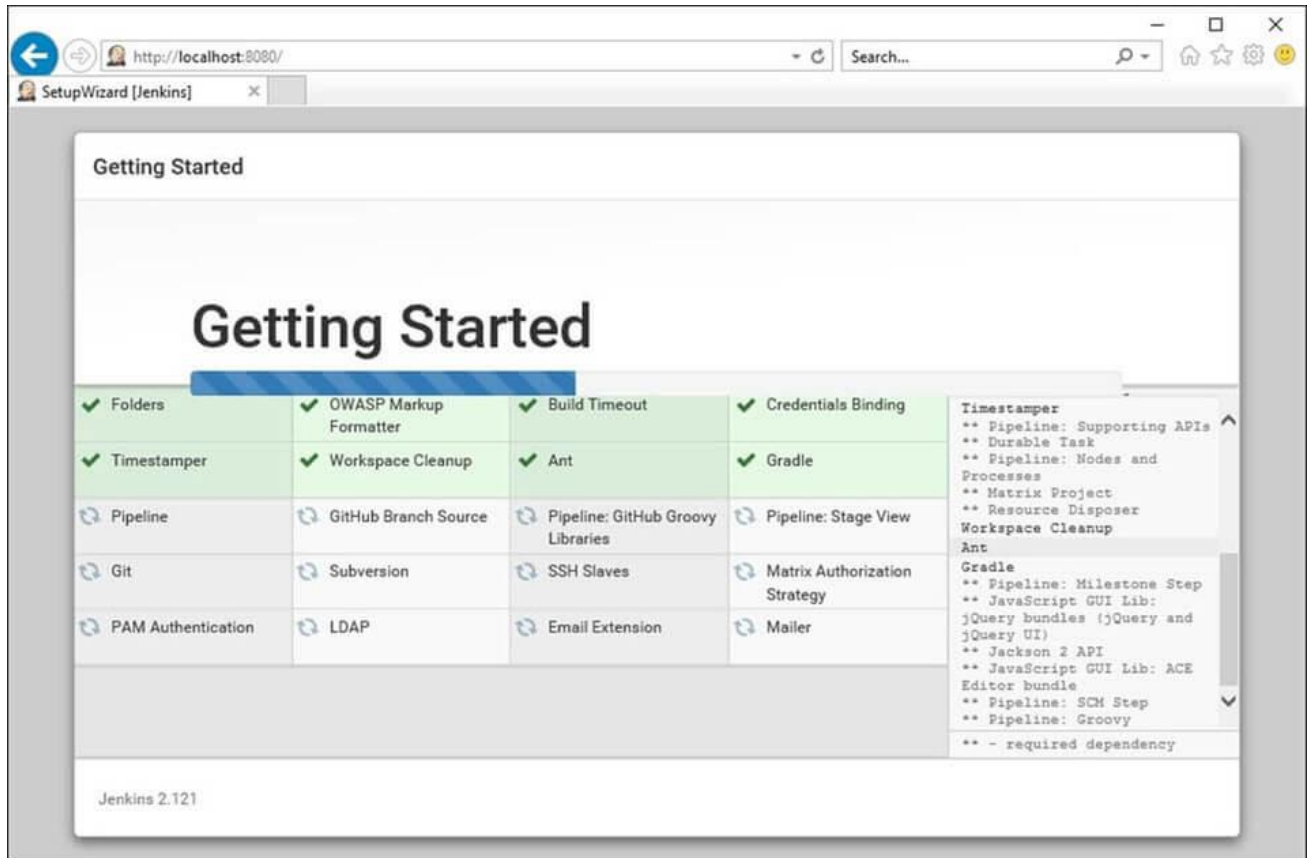 http://localhost:8080/
Search...
SetupWizard [Jenkins]
Getting Started
Getting Started
Folders
OWASP Markup
Formatter
Build Timeout
Credentials Binding
Timestamper
Workspace Cleanup
Ant
Gradle
Pipeline
GitHub Branch Source
Pipeline: GitHub Groovy
Libraries
Pipeline: Stage View
Git
Subversion
SSH Slaves
Matrix Authorization
Strategy
PAM Authentication
LDAP
Email Extension
Mailer
Timestamper
** Pipeline: Supporting APIs
** Durable Task
** Pipeline: Nodes and
Processes
** Matrix Project
** Resource Disposer
Workspace Cleanup
Ant
Gradle
** Pipeline: Milestone Step
** JavaScript GUI Lib:
jQuery bundles (jQuery and
jQuery UI)
** Jackson 2 API
** JavaScript GUI Lib: ACE
Editor bundle
** Pipeline: SCM Step
** Pipeline: Groovy
** - required dependency
Jenkins 2.121